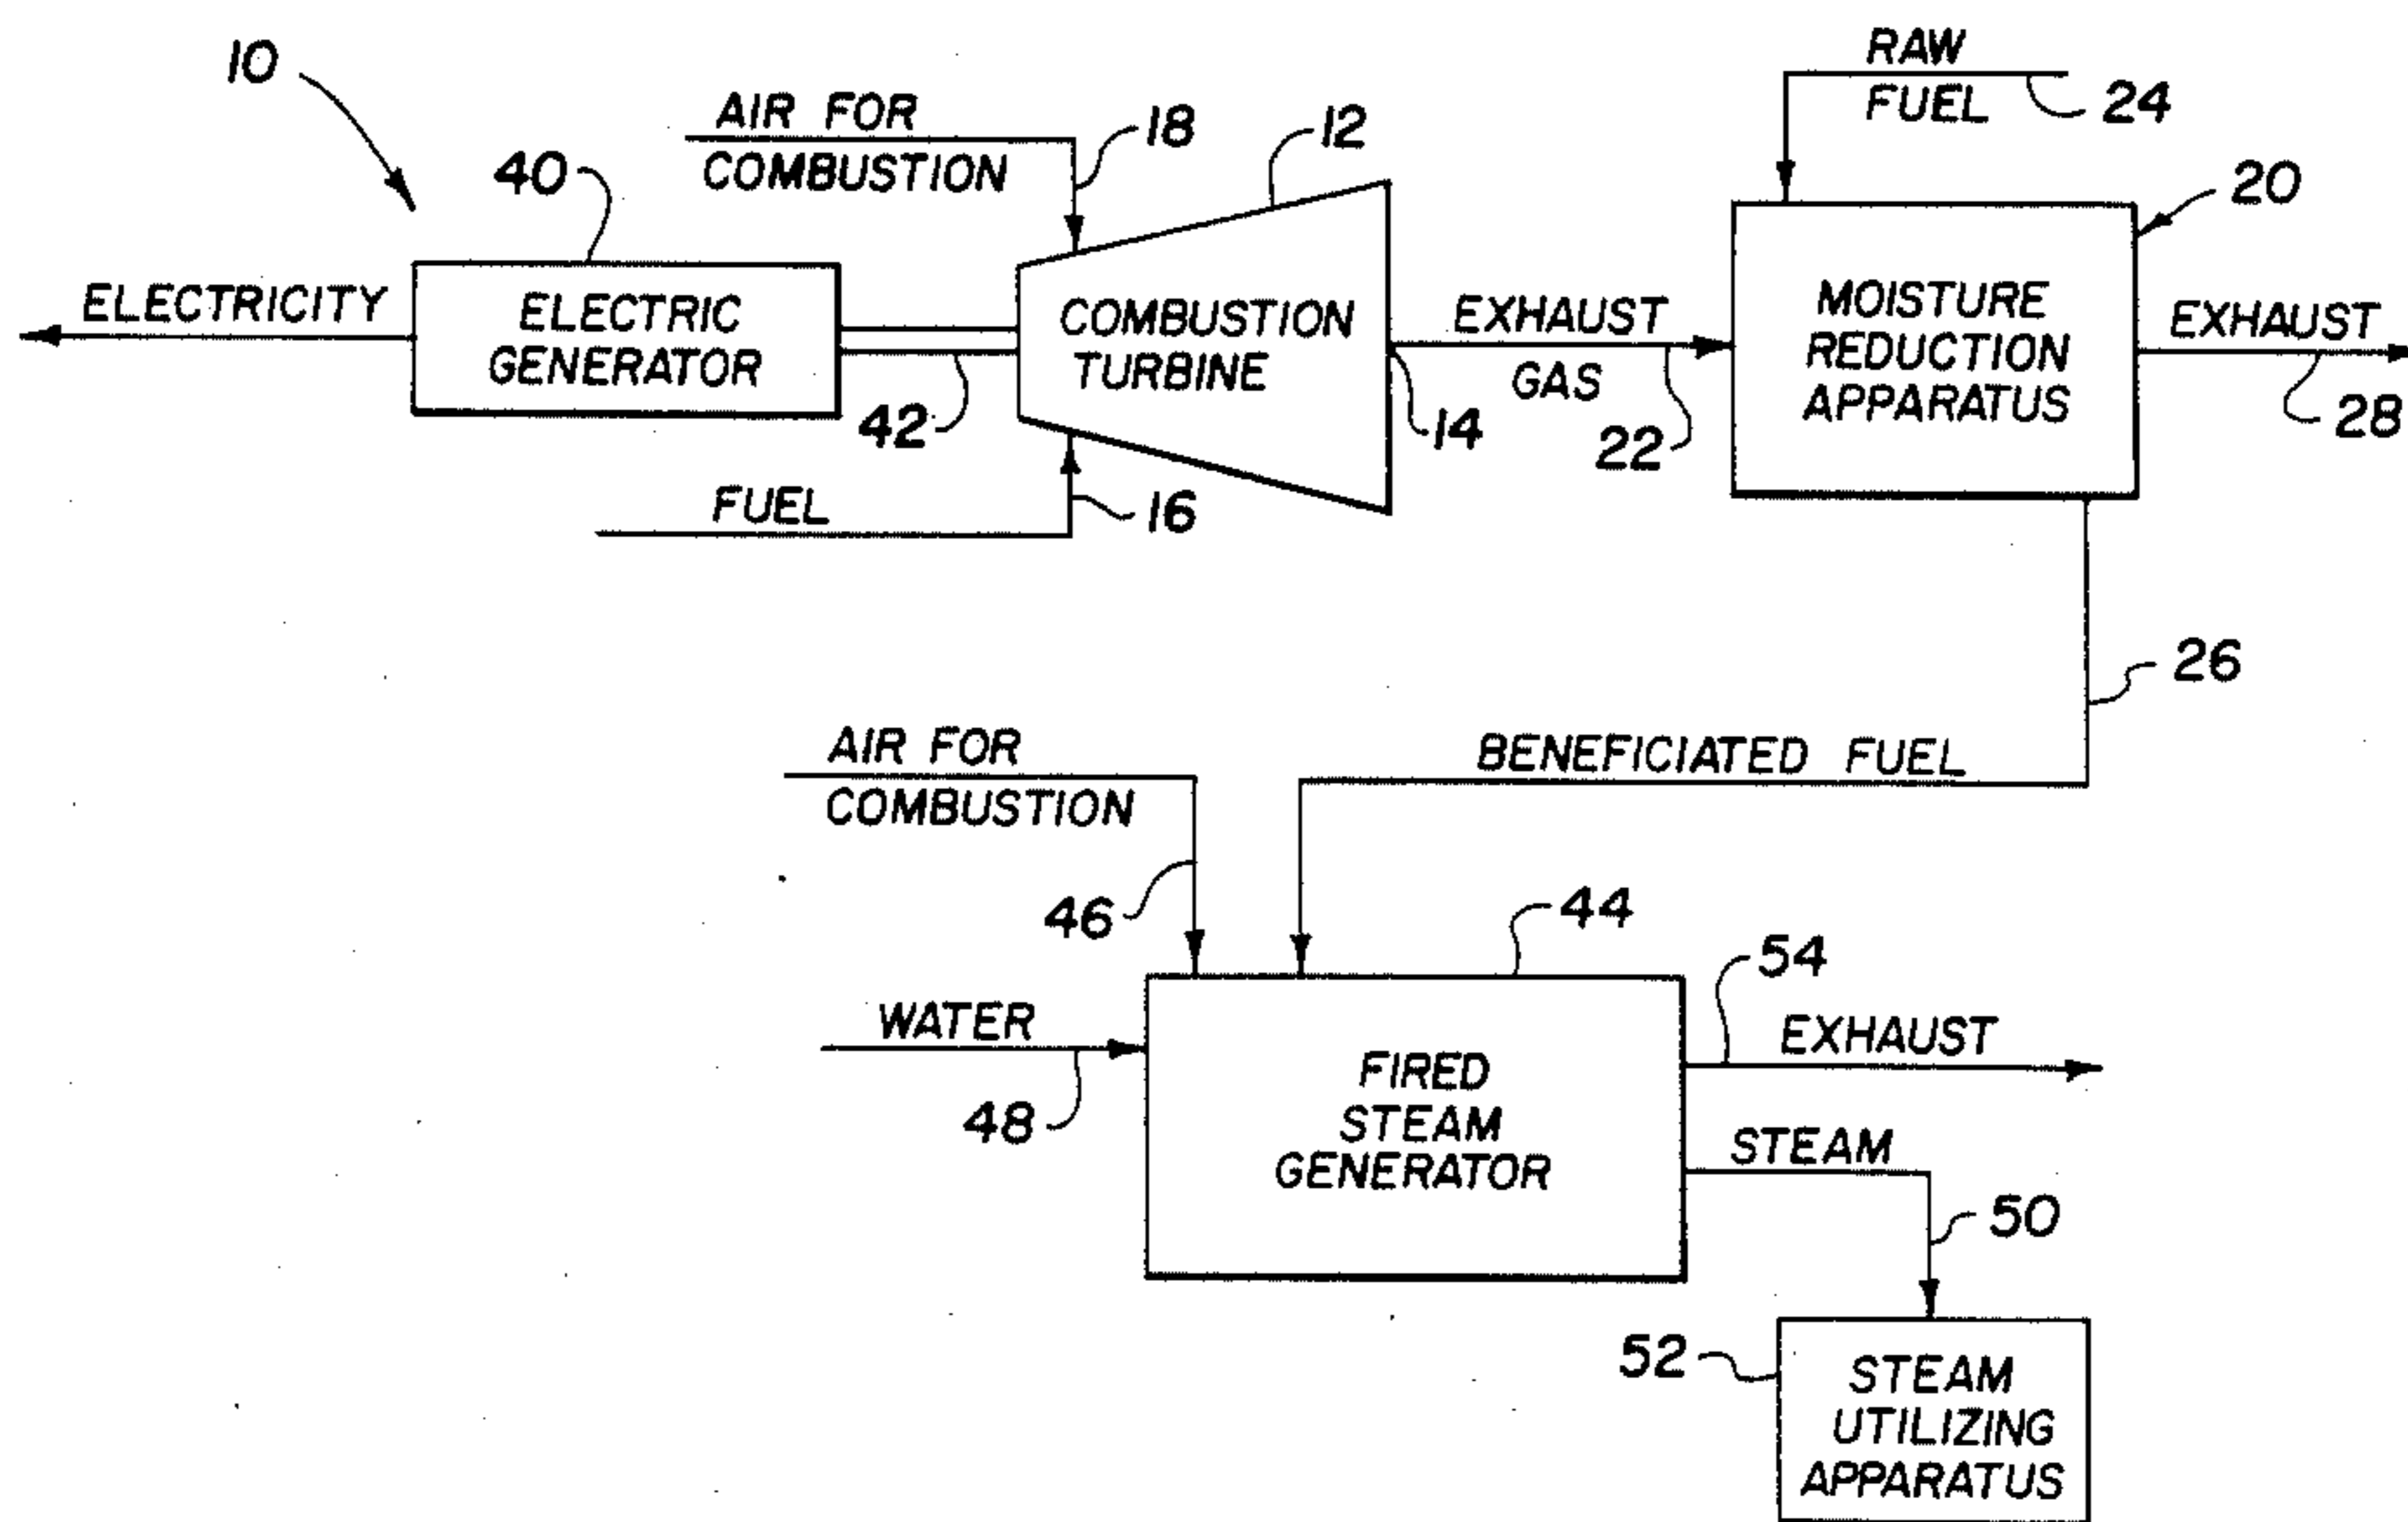 10
AIR FOR
COMBUSTION
18
12
RAW
FUEL
24
40
20
ELECTRICITY
ELECTRIC
GENERATOR
42
COMBUSTION
TURBINE
14
EXHAUST
GAS
22
MOISTURE
REDUCTION
APPARATUS
EXHAUST
28
FUEL
16
26
AIR FOR
COMBUSTION
46
BENEFICIATED FUEL
44
WATER
48
FIRED
STEAM
GENERATOR
54
EXHAUST
STEAM
50
52
STEAM
UTILIZING
APPARATUS